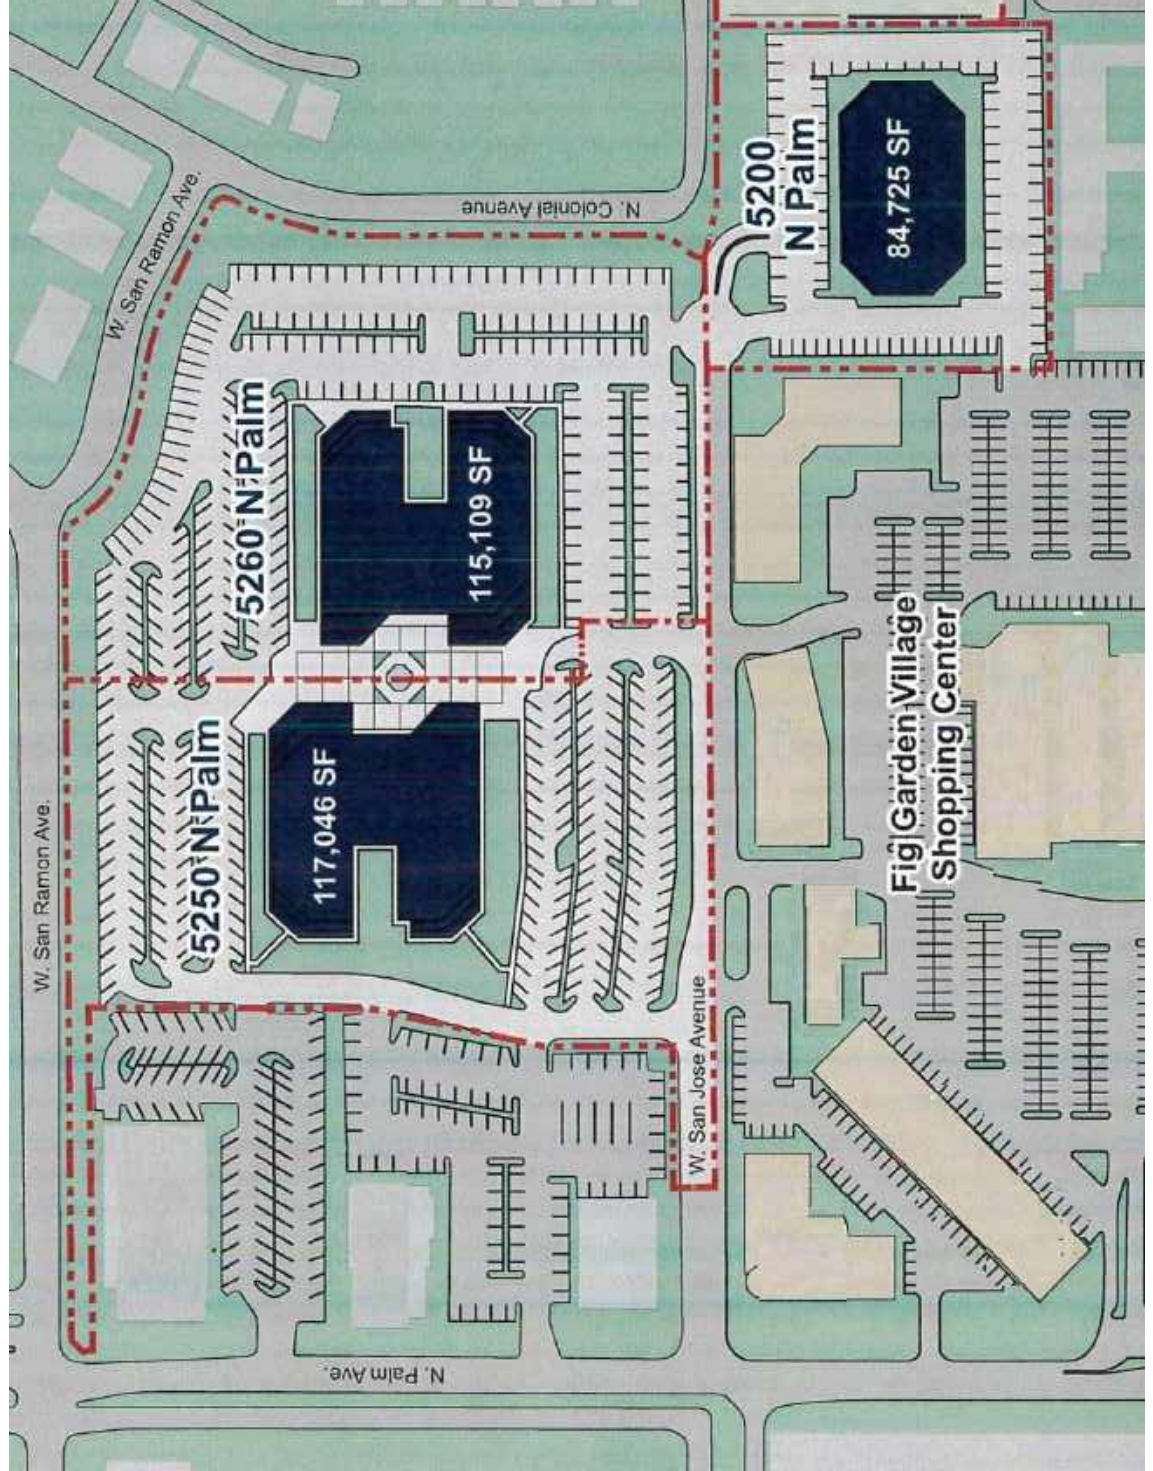 W. San Ramon Ave.
N. Colonial Avenue
5200
N Palm
84,725 SF
5260 N Palm
115,109 SF
5250 N Palm
117,046 SF
W. San Ramon Ave.
Fig Garden Village
Shopping Center
W. San Jose Avenue
N. Palm Ave.